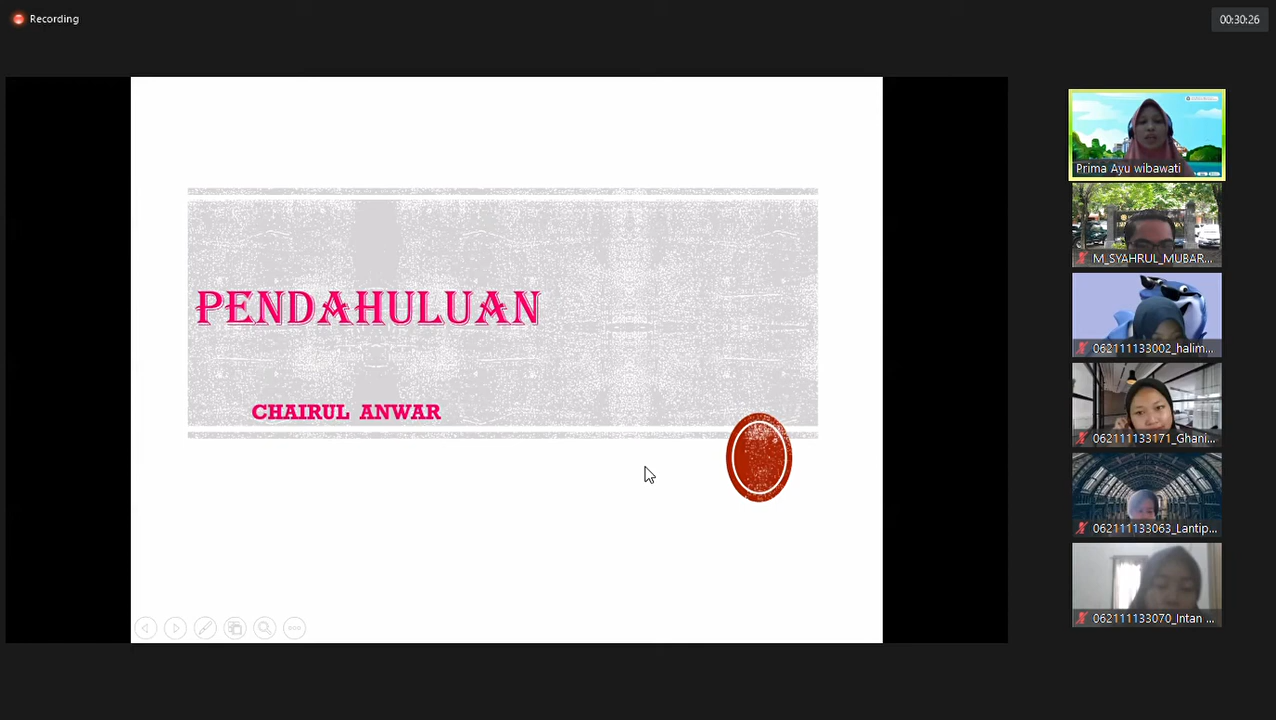 Recording
00:30:26
PENDAHULUAN
CHAIRUL ANWAR
Prima Ayu wibawati
M_SYAHRUL_MUBAR...
062111133002_halim...
062111133171_Ghani...
062111133063_Lantip...
062111133070_Intan ...